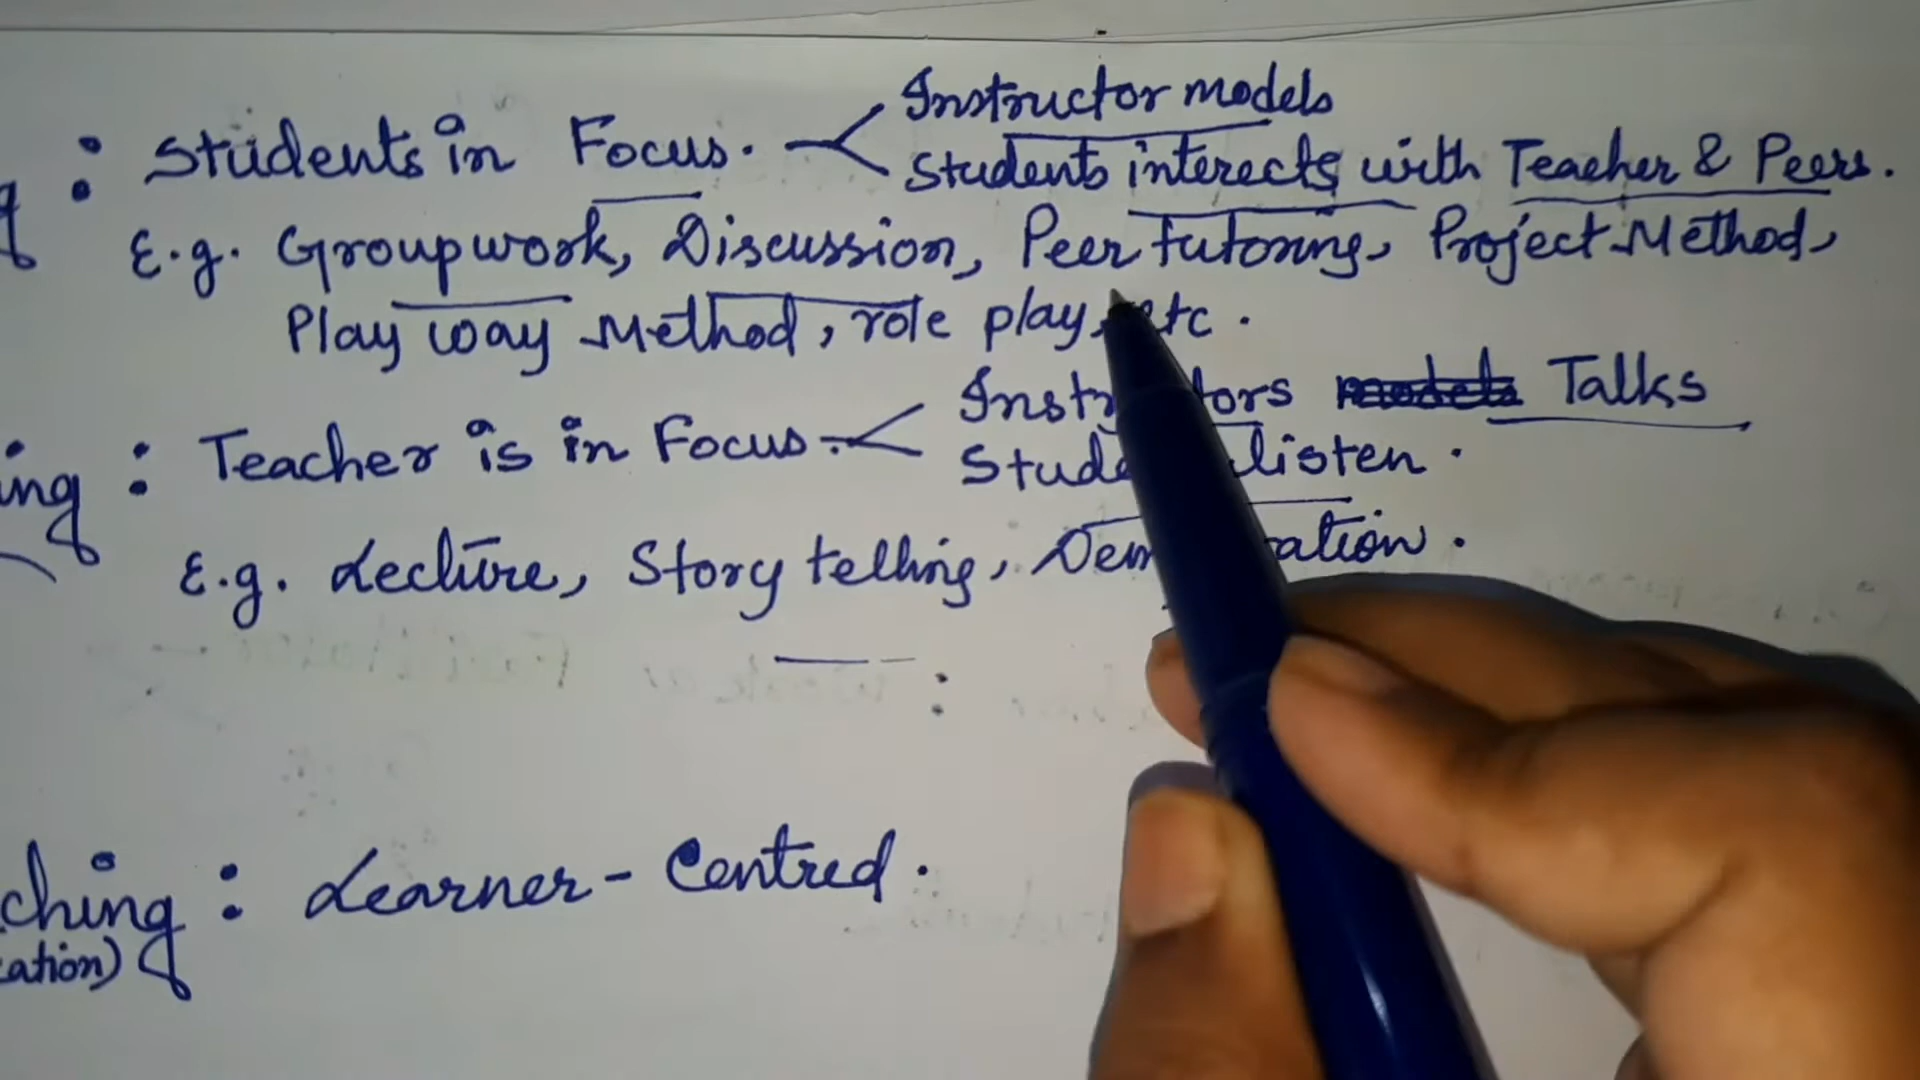 Instructor models
: Students in Focus. < Students interects with Teacher & Peers.
E.g. Groupwork, Discussion, Peer tutoring, Project Method,
Play way Method, role play, etc.
Talks
ing : Teacher is in Focus. <
listen.
E.g. Lecture, Story telling,
:
ching : Learner-Centred.
cation)